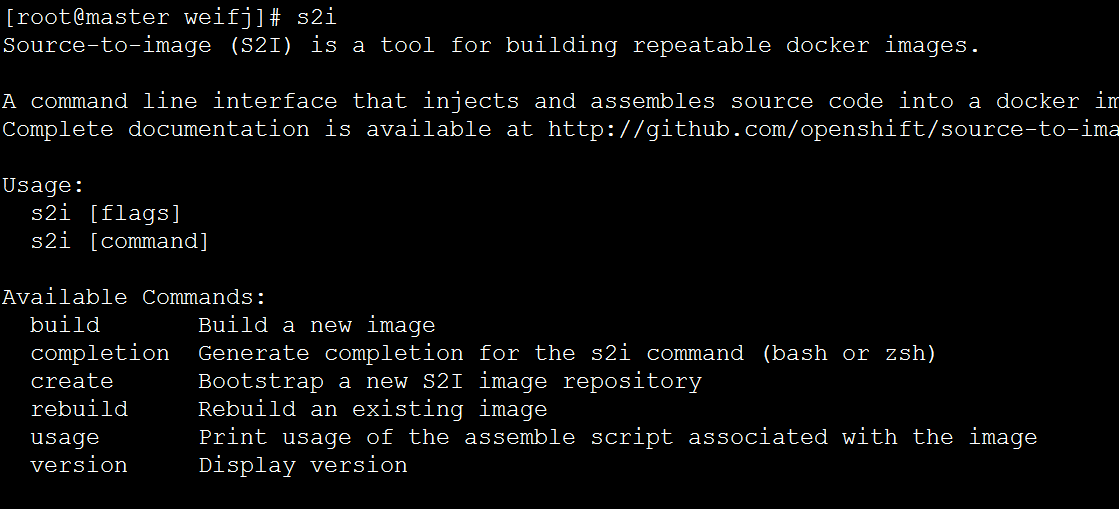 [root@master weifj]# s2i
Source-to-image (S2I) is a tool for building repeatable docker images.
A command line interface that injects and assembles source code into a docker im
Complete documentation is available at http://github.com/openshift/source-to-ima
Usage:
s2i [flags]
s2i [command]
Available Commands:
build Build a new image
completion Generate completion for the s2i command (bash or zsh)
create Bootstrap a new S2I image repository
rebuild Rebuild an existing image
usage Print usage of the assemble script associated with the image
version Display version